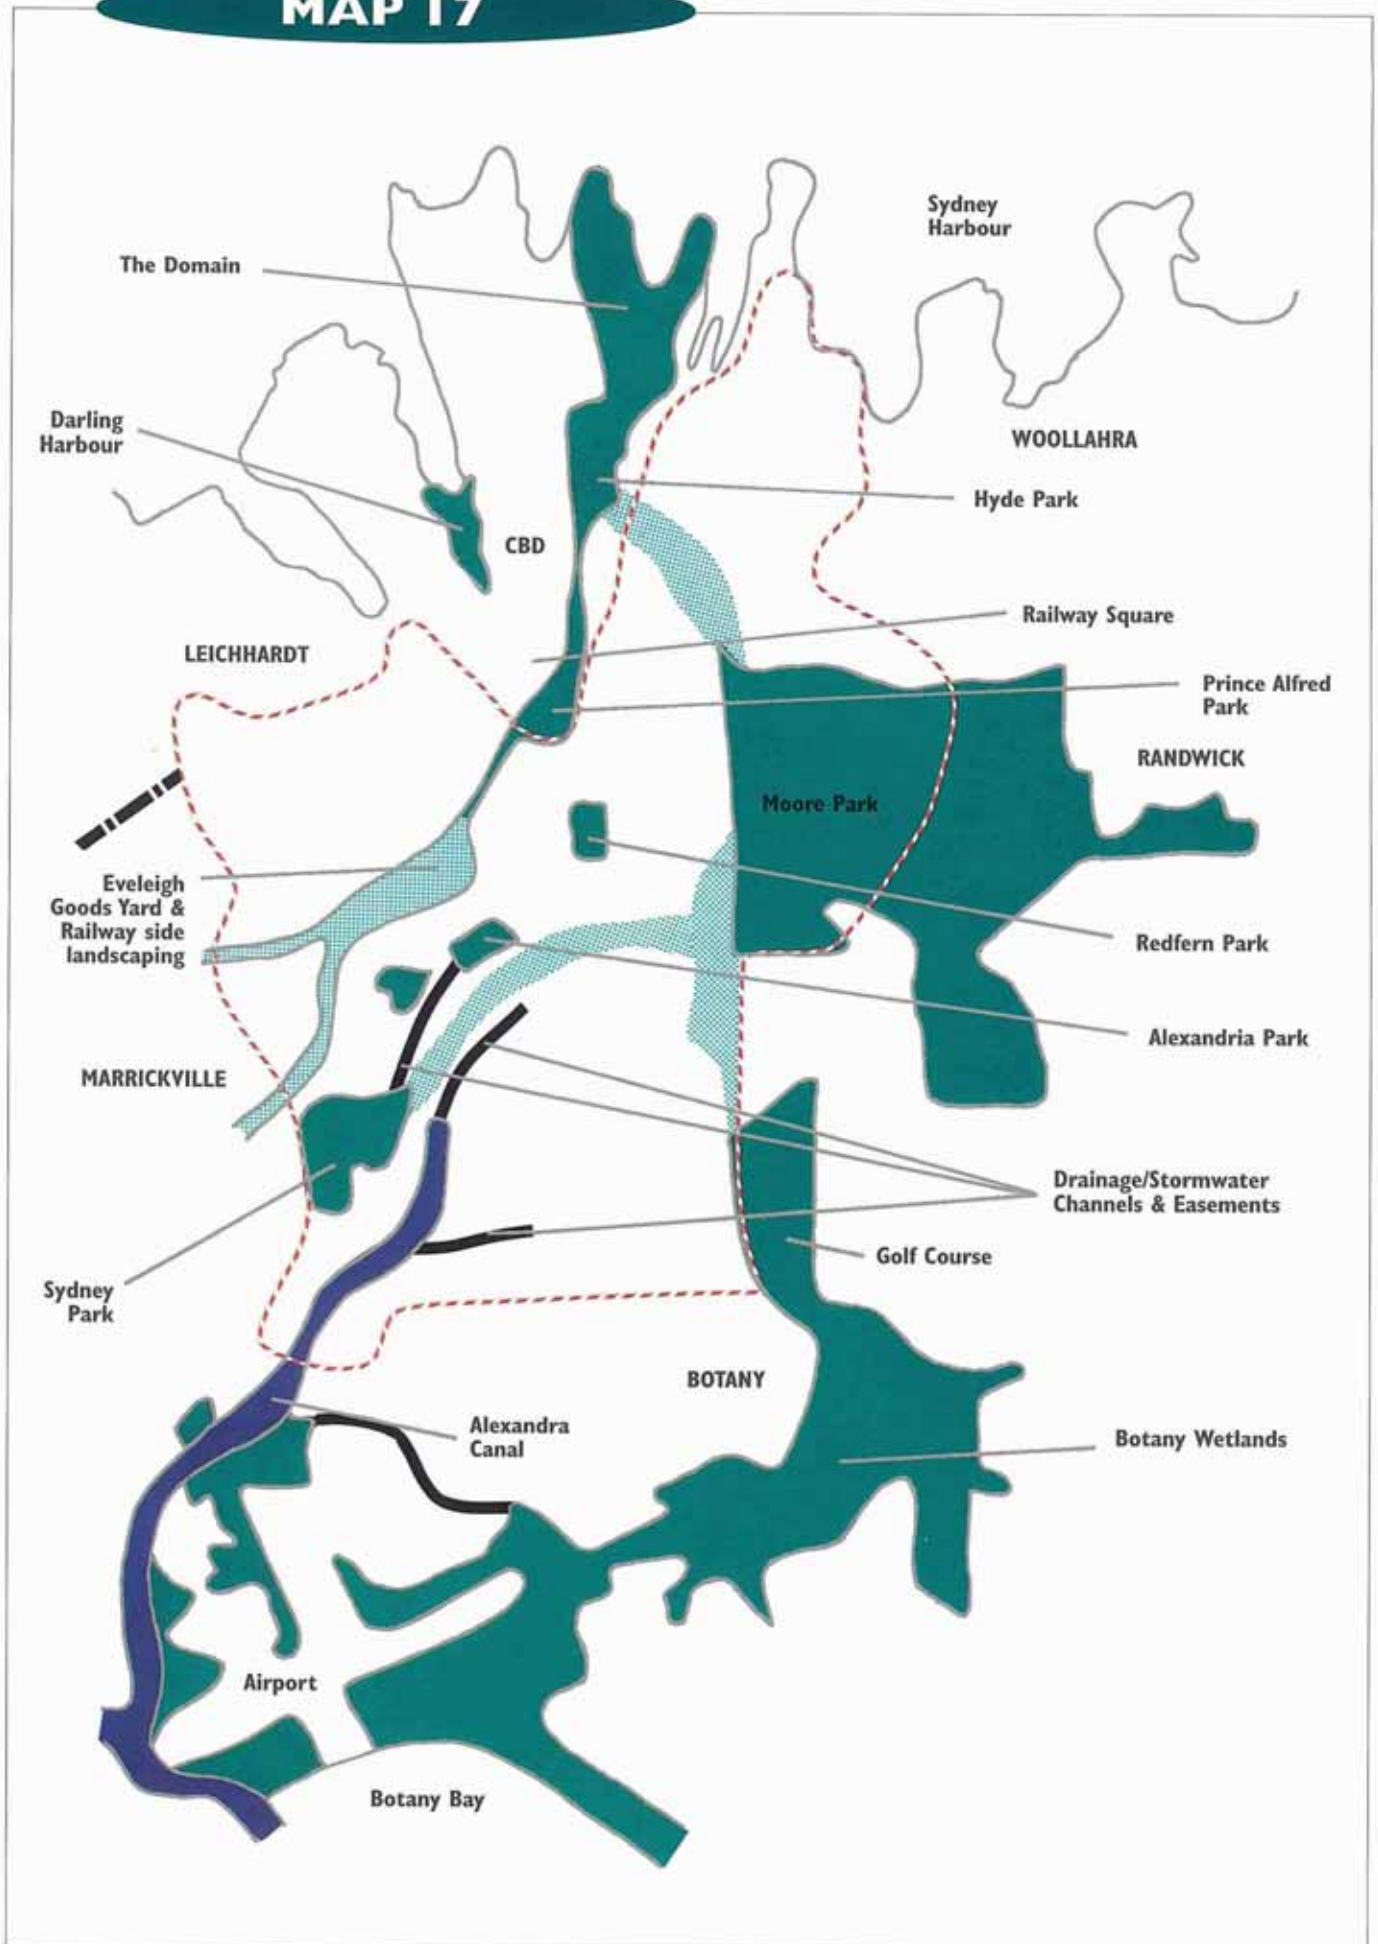 MAP 17
Sydney
Harbour
The Domain
Darling
Harbour
WOOLLAHRA
Hyde Park
CBD
Railway Square
LEICHHARDT
Prince Alfred
Park
RANDWICK
Moore Park
Eveleigh
Goods Yard &
Railway side
landscaping
Redfern Park
Alexandria Park
MARRICKVILLE
Drainage/Stormwater
Channels & Easements
Golf Course
Sydney
Park
BOTANY
Alexandra
Canal
Botany Wetlands
Airport
Botany Bay